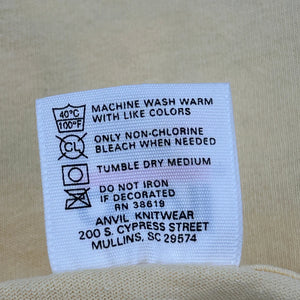 40°C
100°F
MACHINE WASH WARM
WITH LIKE COLORS
CL
ONLY NON-CHLORINE
BLEACH WHEN NEEDED
TUMBLE DRY MEDIUM
DO NOT IRON
IF DECORATED
RN 38619
ANVIL KNITWEAR
200 S. CYPRESS STREET
MULLINS, SC 29574